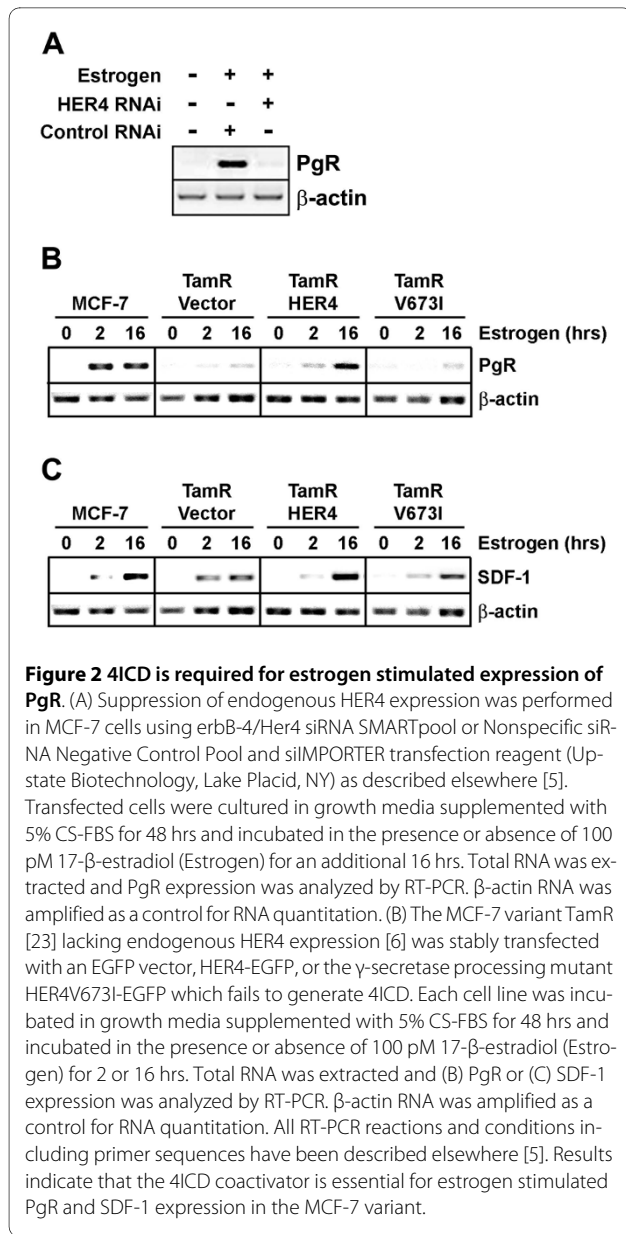 A
Estrogen - + +
HER4 RNAi - - +
Control RNAi - + -
PgR
β-actin
B
MCF-7 TamR Vector TamR HER4 TamR V673I
0 2 16 0 2 16 0 2 16 0 2 16 Estrogen (hrs)
PgR
β-actin
C
MCF-7 TamR Vector TamR HER4 TamR V673I
0 2 16 0 2 16 0 2 16 0 2 16 Estrogen (hrs)
SDF-1
β-actin
Figure 2 4ICD is required for estrogen stimulated expression of
PgR. (A) Suppression of endogenous HER4 expression was performed
in MCF-7 cells using erbB-4/Her4 siRNA SMARTpool or Nonspecific siR-
NA Negative Control Pool and siIMPORTER transfection reagent (Up-
state Biotechnology, Lake Placid, NY) as described elsewhere [5].
Transfected cells were cultured in growth media supplemented with
5% CS-FBS for 48 hrs and incubated in the presence or absence of 100
pM 17-β-estradiol (Estrogen) for an additional 16 hrs. Total RNA was ex-
tracted and PgR expression was analyzed by RT-PCR. β-actin RNA was
amplified as a control for RNA quantitation. (B) The MCF-7 variant TamR
[23] lacking endogenous HER4 expression [6] was stably transfected
with an EGFP vector, HER4-EGFP, or the γ-secretase processing mutant
HER4V673I-EGFP which fails to generate 4ICD. Each cell line was incu-
bated in growth media supplemented with 5% CS-FBS for 48 hrs and
incubated in the presence or absence of 100 pM 17-β-estradiol (Estro-
gen) for 2 or 16 hrs. Total RNA was extracted and (B) PgR or (C) SDF-1
expression was analyzed by RT-PCR. β-actin RNA was amplified as a
control for RNA quantitation. All RT-PCR reactions and conditions in-
cluding primer sequences have been described elsewhere [5]. Results
indicate that the 4ICD coactivator is essential for estrogen stimulated
PgR and SDF-1 expression in the MCF-7 variant.